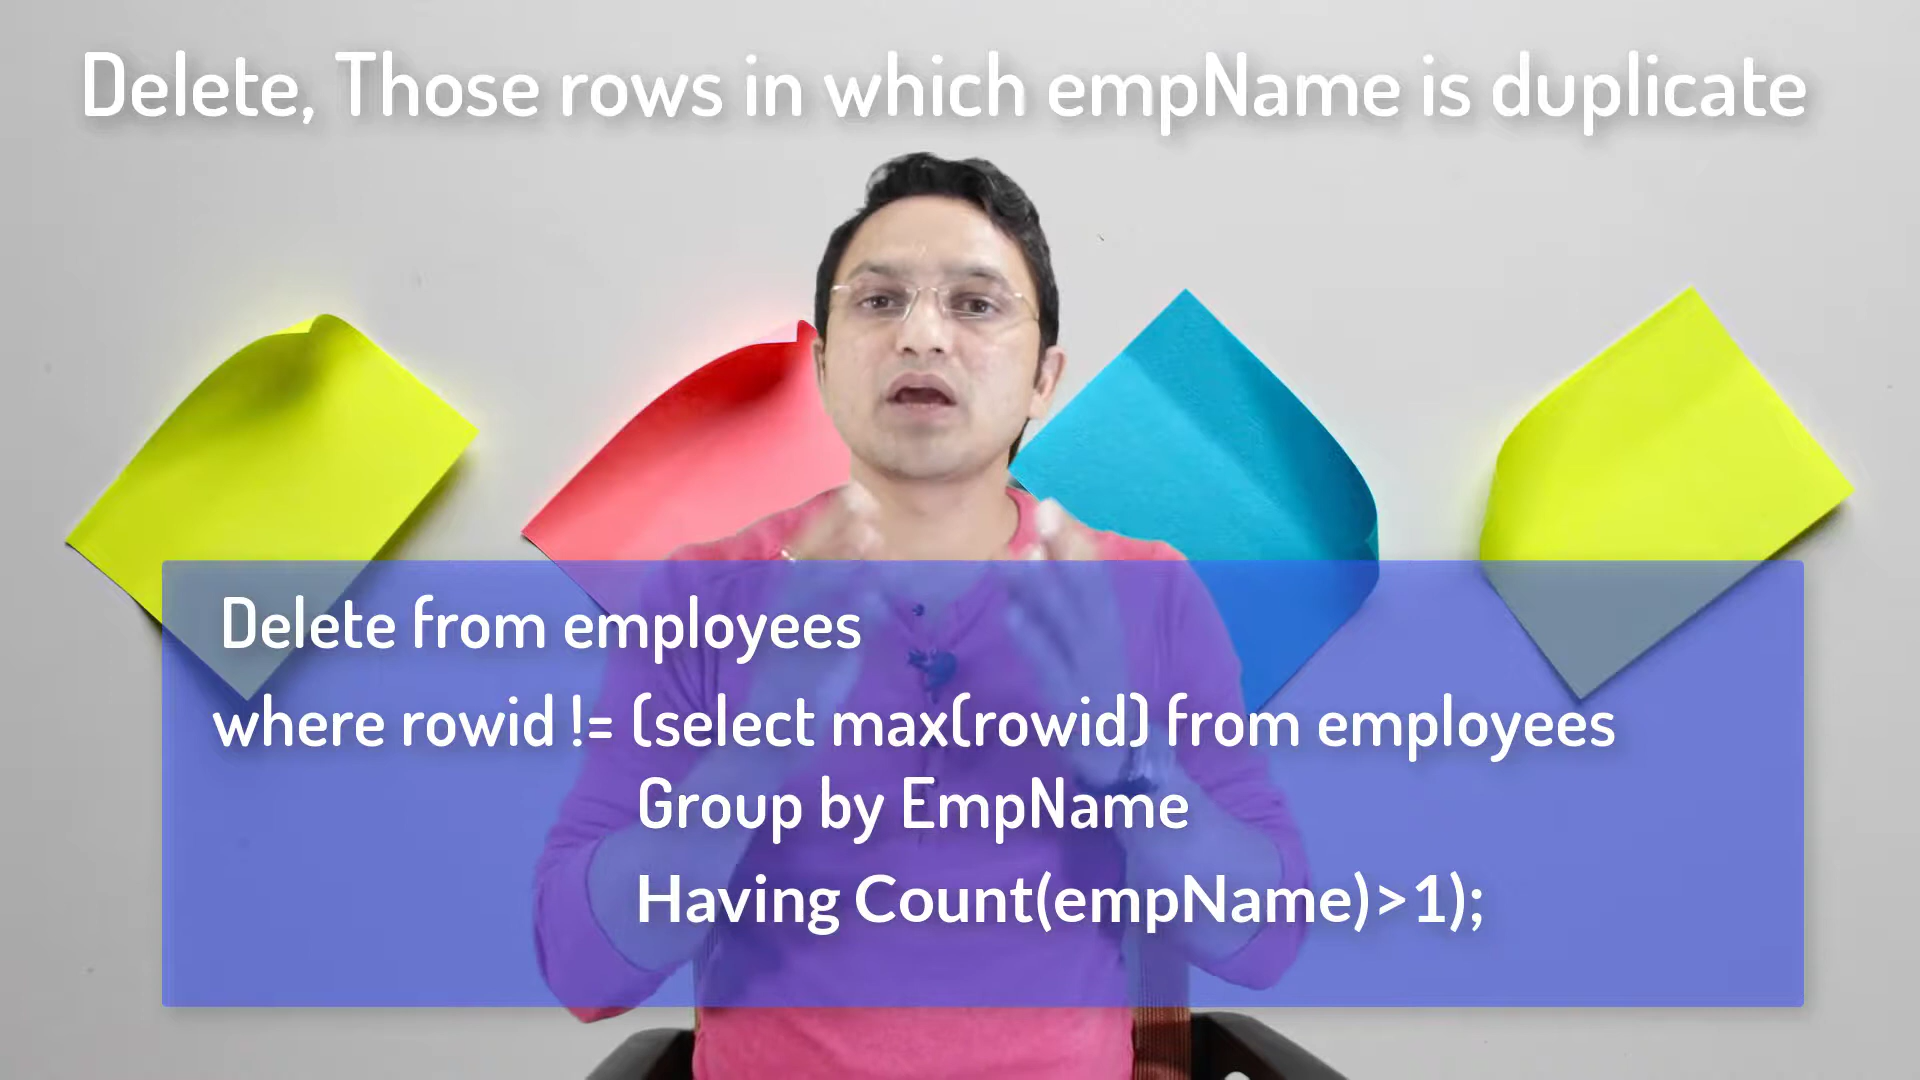 Delete, Those rows in which empName is duplicate
Delete from employees
where rowid != (select max(rowid) from employees
Group by EmpName
Having Count(empName)>1);